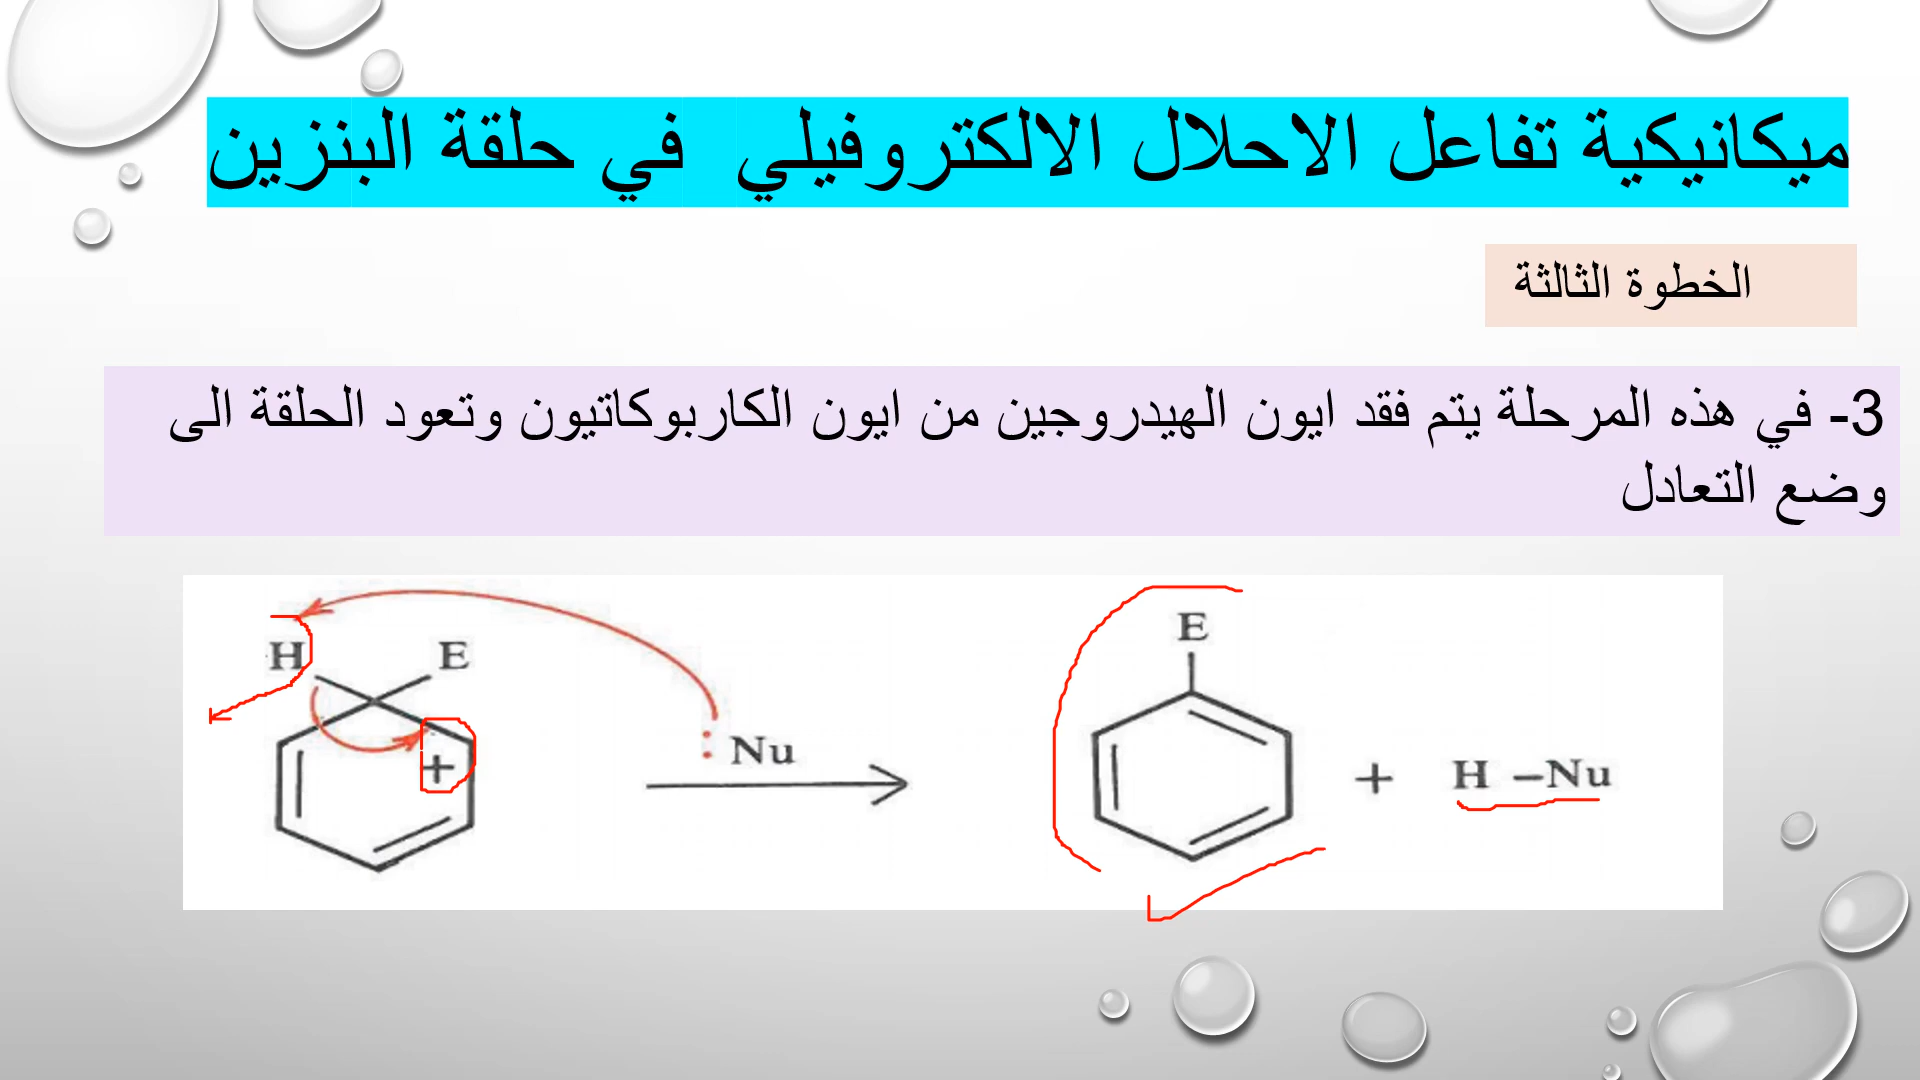 ميكانيكية تفاعل الاحلال الالكتروفيلي في حلقة البنزين
الخطوة الثالثة
3- في هذه المرحلة يتم فقد ايون الهيدروجين من ايون الكاربوكاتيون وتعود الحلقة الى
وضع التعادل
H E
+
: Nu
E
+ H –Nu